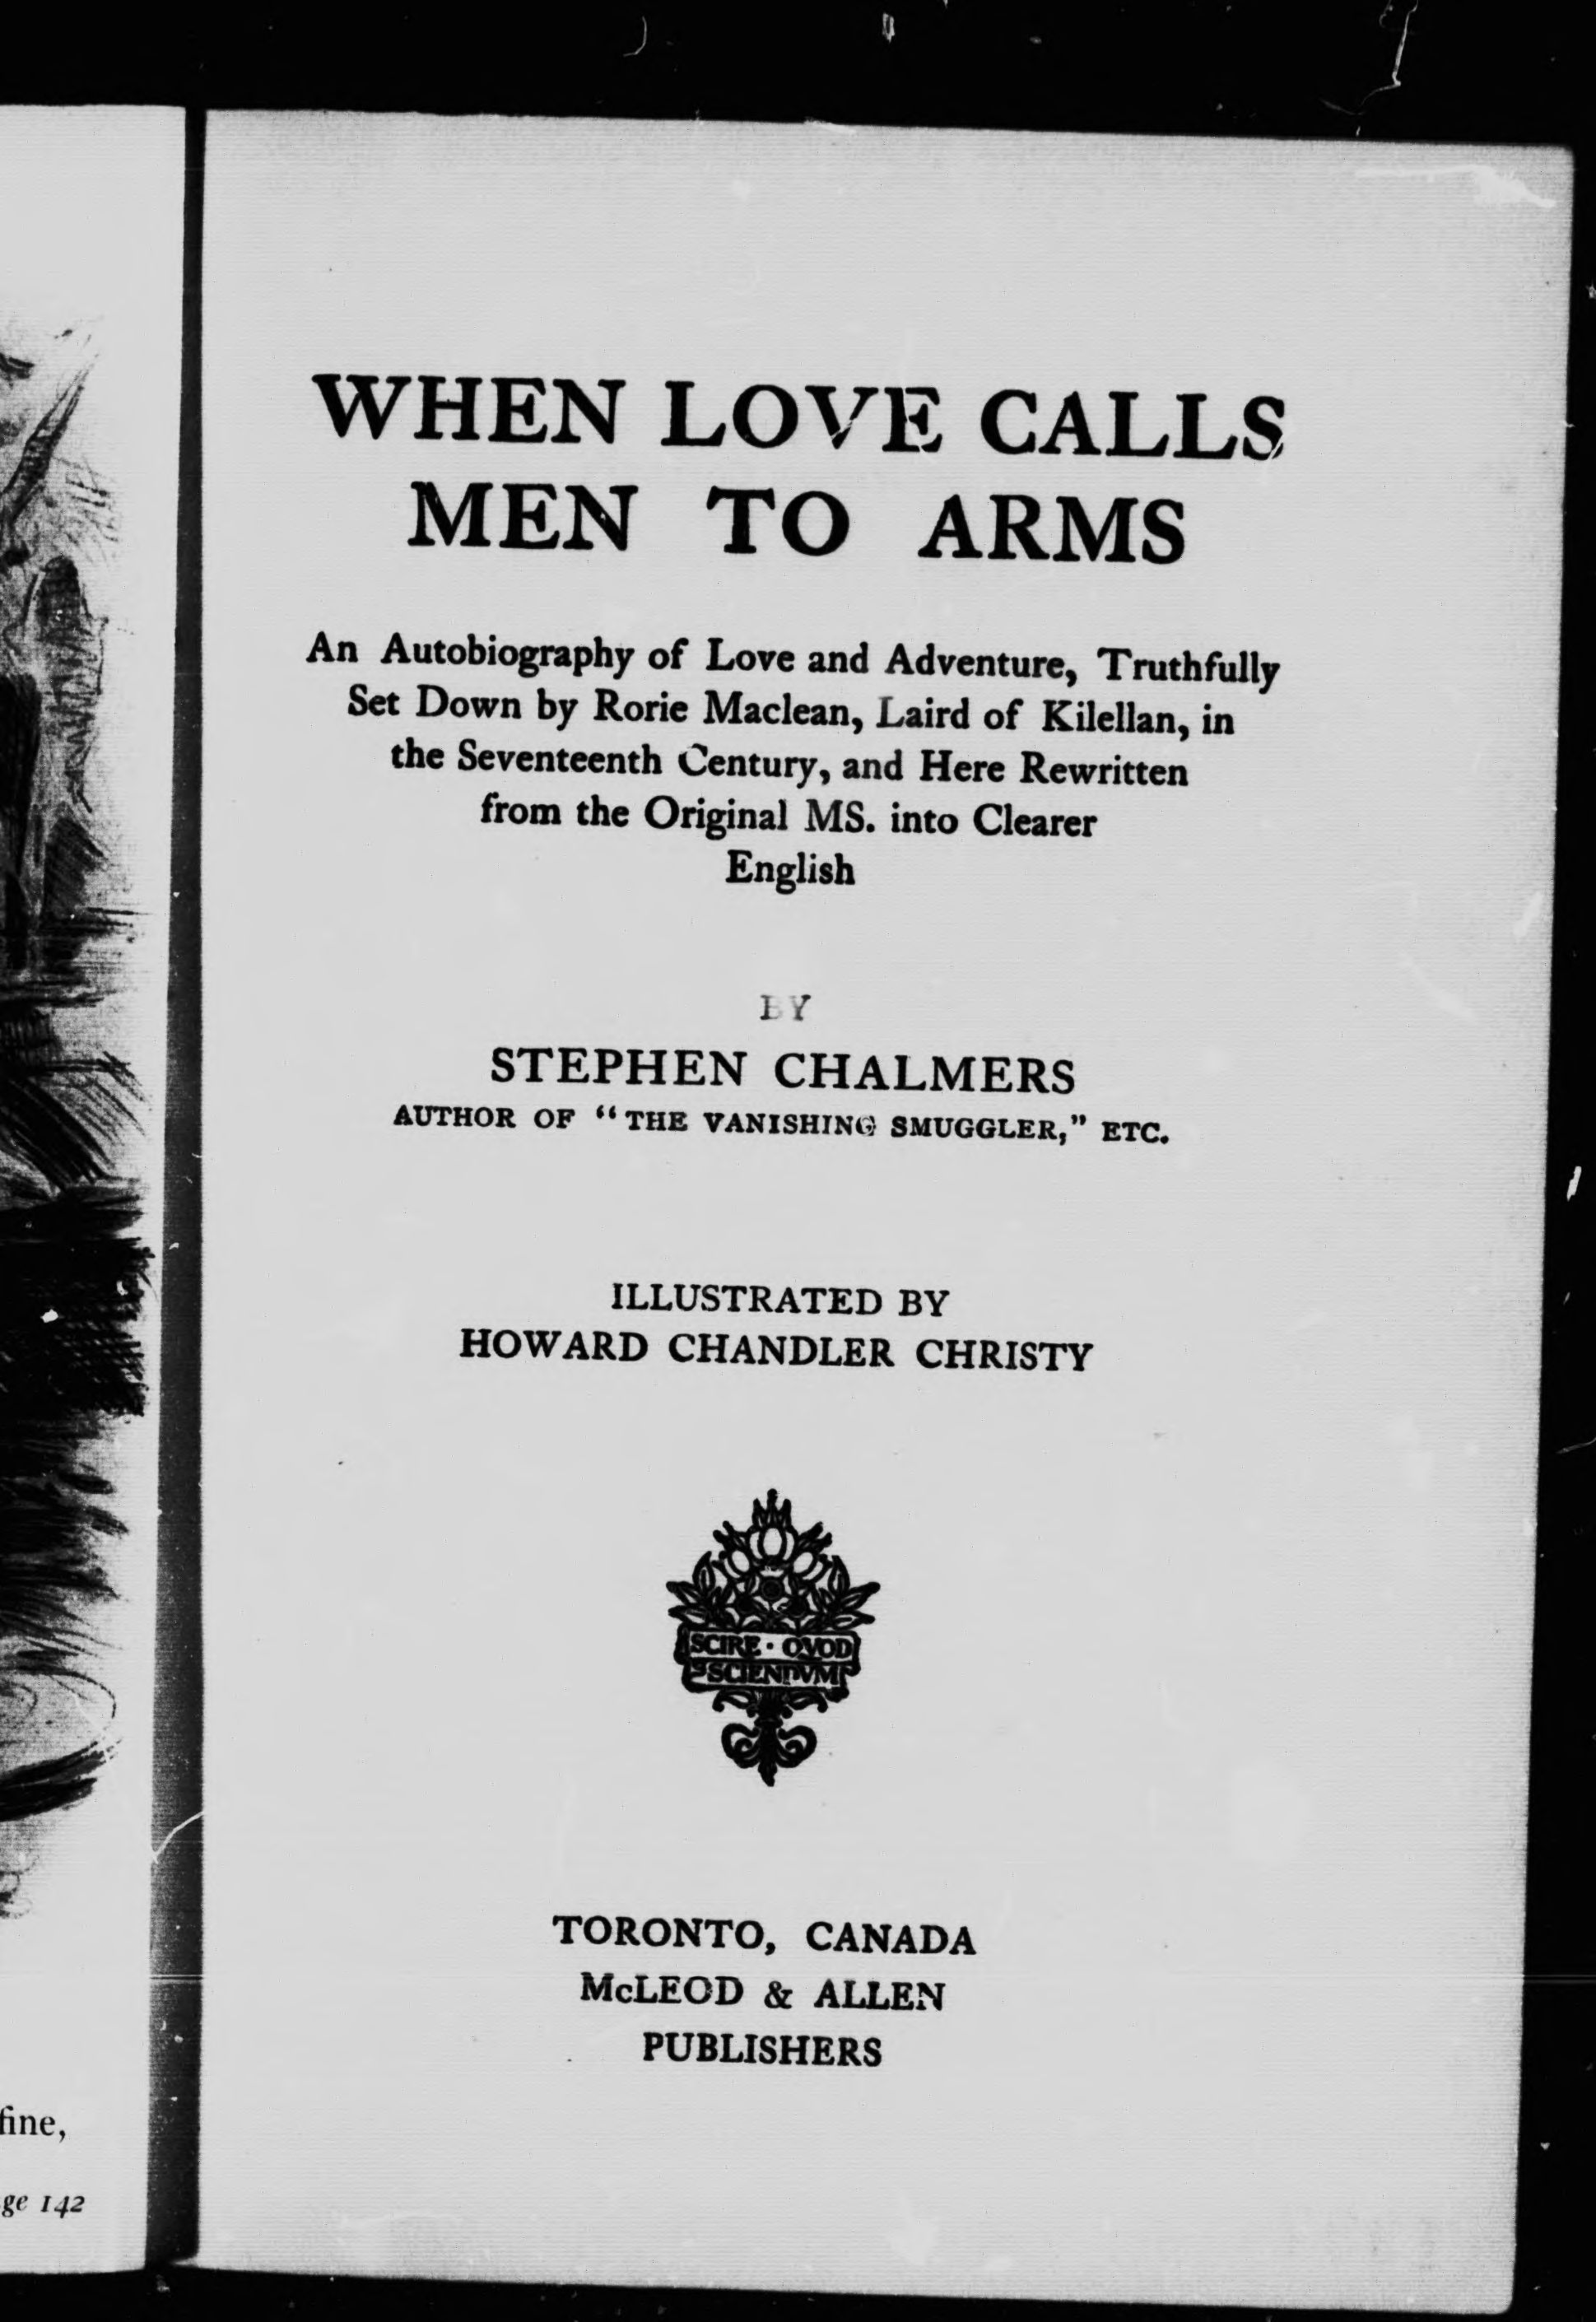 WHEN LOVE CALLS
MEN TO ARMS
An Autobiography of Love and Adventure, Truthfully
Set Down by Rorie Maclean, Laird of Kilellan, in
the Seventeenth Century, and Here Rewritten
from the Original MS. into Clearer
English
BY
STEPHEN CHALMERS
AUTHOR OF "THE VANISHING SMUGGLER," ETC.
ILLUSTRATED BY
HOWARD CHANDLER CHRISTY
SCIRE · QVOD
SCIENDVM
TORONTO, CANADA
McLEOD & ALLEN
PUBLISHERS
fine,
ge 142